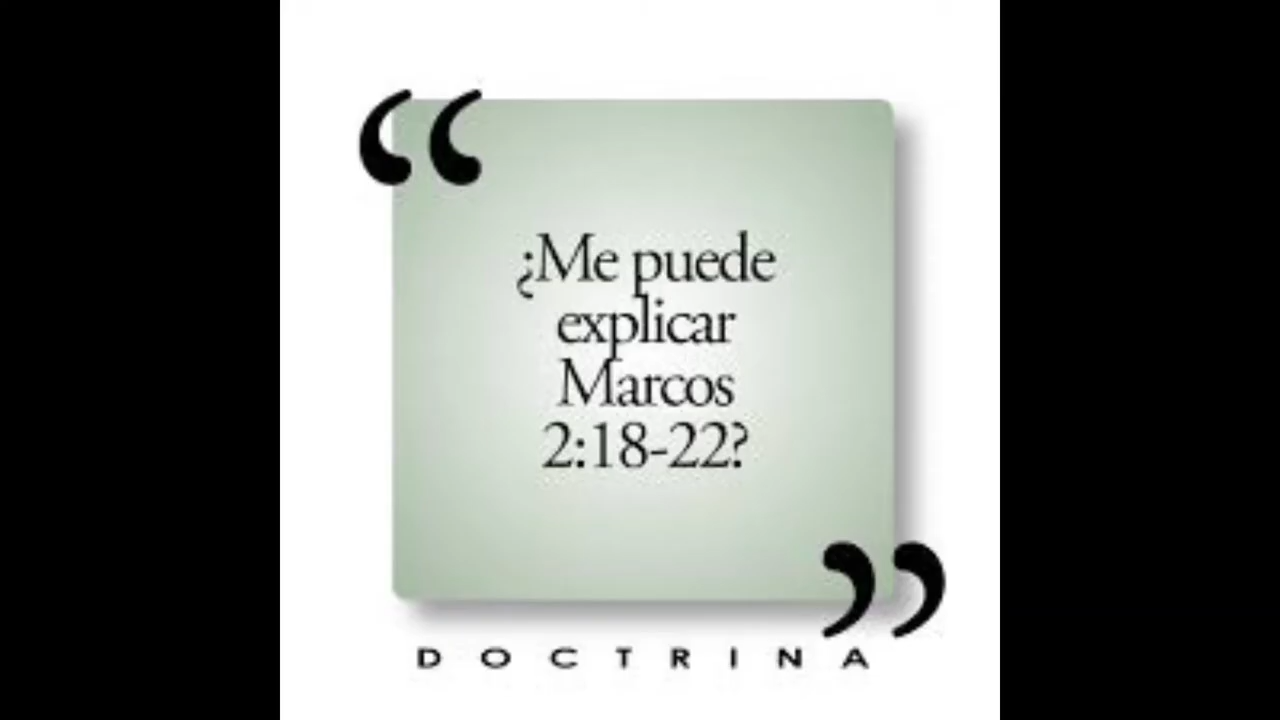 “
¿Me puede
explicar
Marcos
2:18-22?
”
DOCTRINA